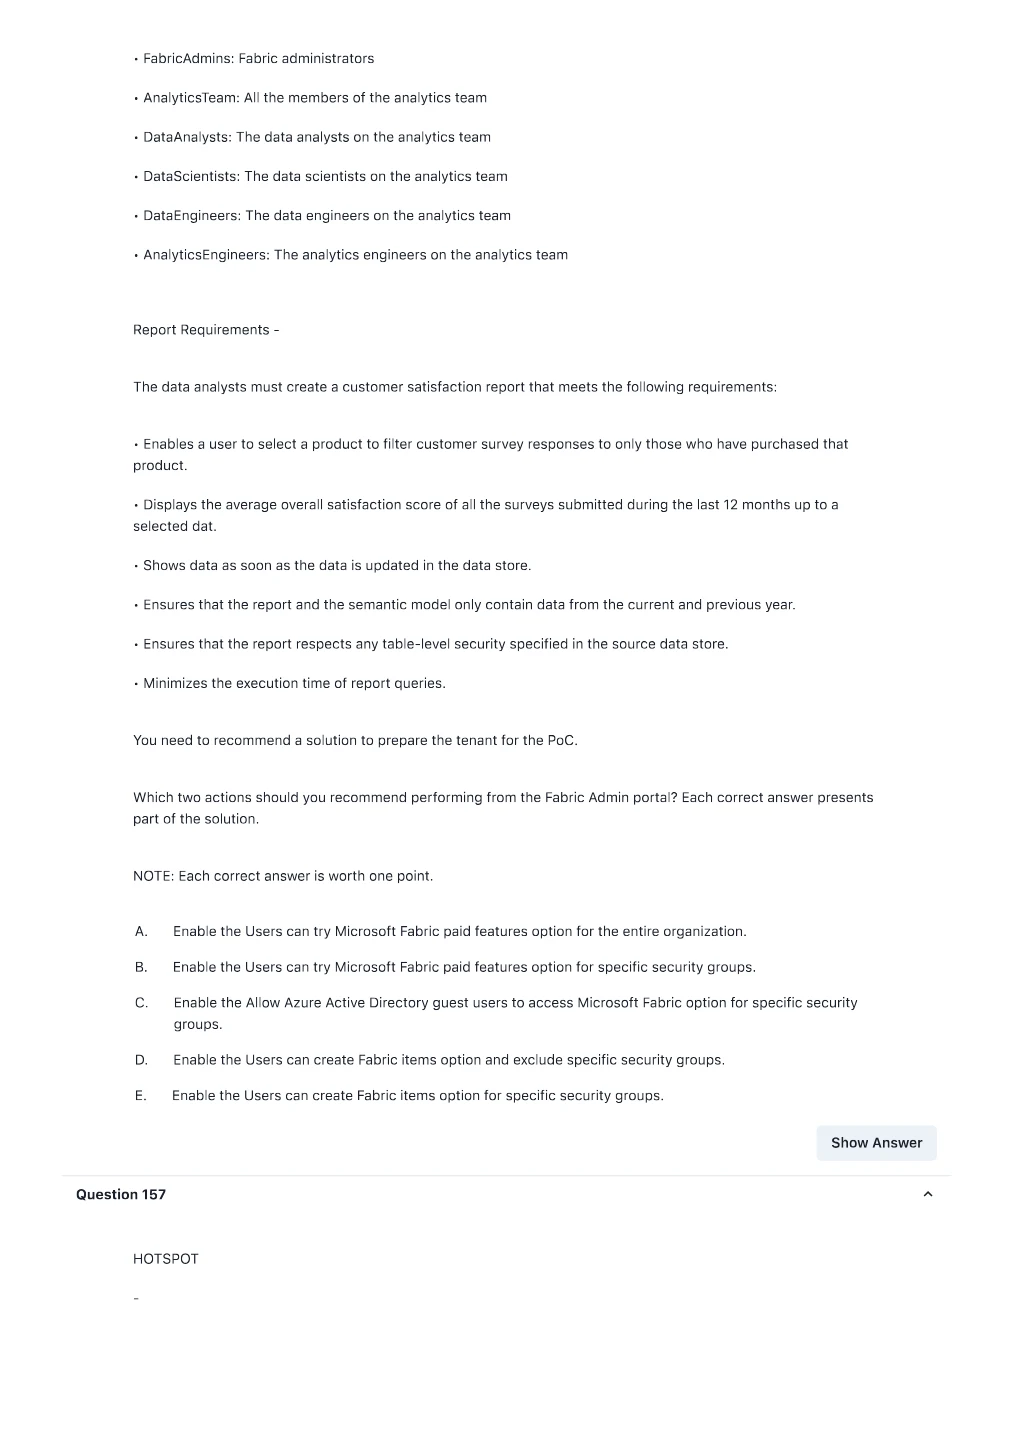 • FabricAdmins: Fabric administrators
• AnalyticsTeam: All the members of the analytics team
• DataAnalysts: The data analysts on the analytics team
• DataScientists: The data scientists on the analytics team
• DataEngineers: The data engineers on the analytics team
• AnalyticsEngineers: The analytics engineers on the analytics team
Report Requirements -
The data analysts must create a customer satisfaction report that meets the following requirements:
• Enables a user to select a product to filter customer survey responses to only those who have purchased that
product.
• Displays the average overall satisfaction score of all the surveys submitted during the last 12 months up to a
selected dat.
• Shows data as soon as the data is updated in the data store.
• Ensures that the report and the semantic model only contain data from the current and previous year.
• Ensures that the report respects any table-level security specified in the source data store.
• Minimizes the execution time of report queries.
You need to recommend a solution to prepare the tenant for the PoC.
Which two actions should you recommend performing from the Fabric Admin portal? Each correct answer presents
part of the solution.
NOTE: Each correct answer is worth one point.
A. Enable the Users can try Microsoft Fabric paid features option for the entire organization.
B. Enable the Users can try Microsoft Fabric paid features option for specific security groups.
C. Enable the Allow Azure Active Directory guest users to access Microsoft Fabric option for specific security
groups.
D. Enable the Users can create Fabric items option and exclude specific security groups.
E. Enable the Users can create Fabric items option for specific security groups.
Show Answer
Question 157
HOTSPOT
-